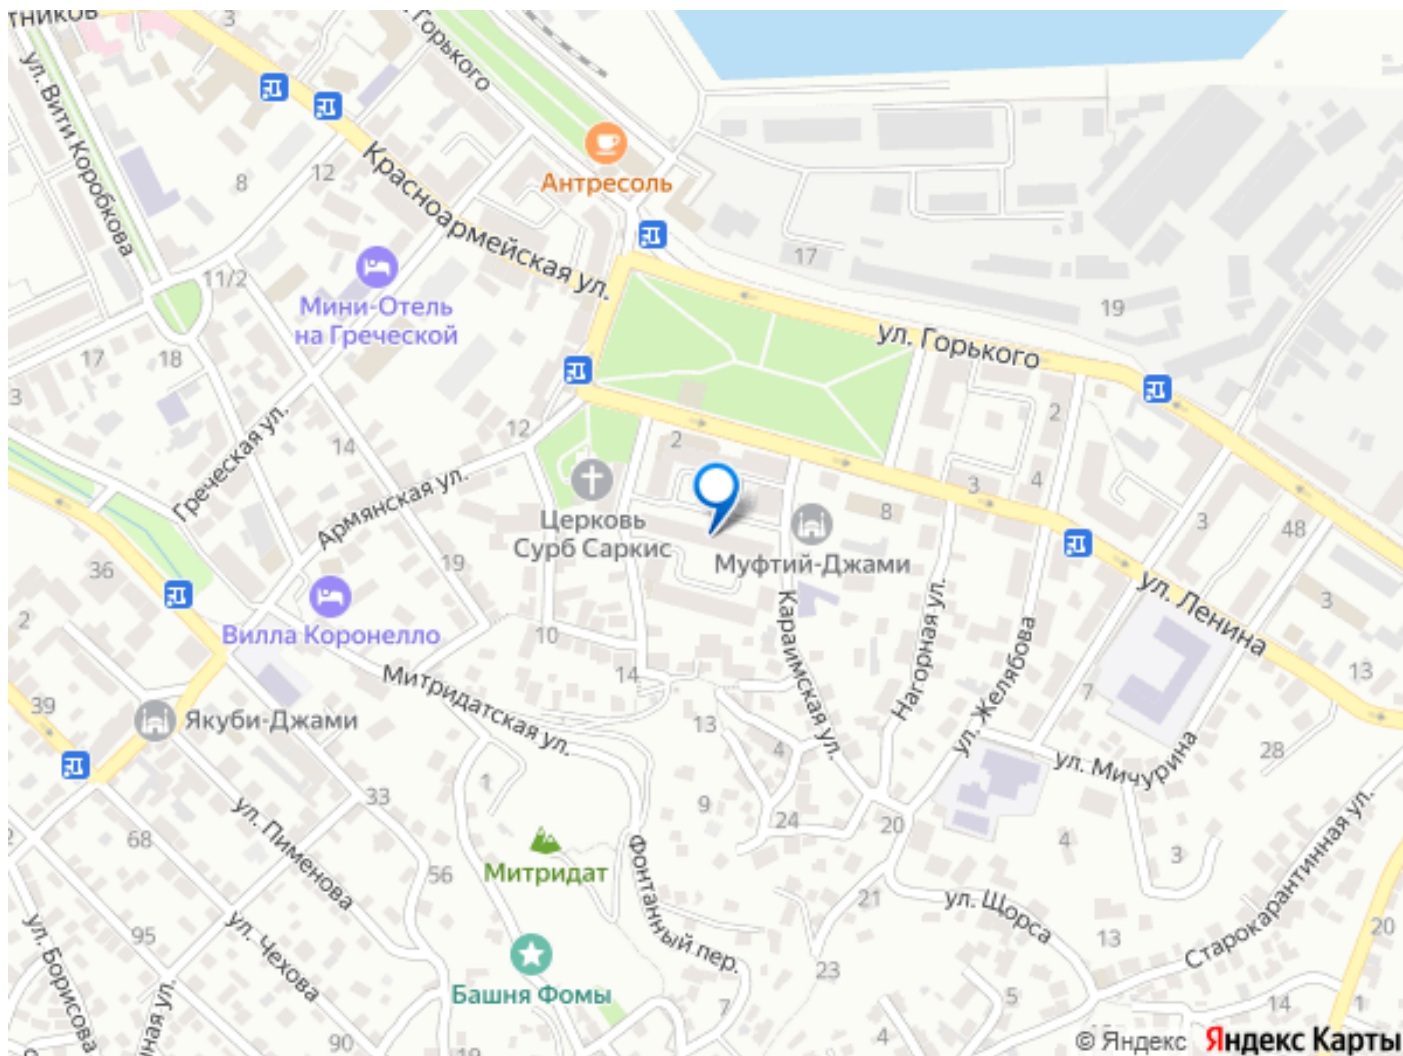 тников
3
Горького
ул. Вити Коробкова
8
12
Красноармейская ул.
Антресоль
11/2
17
19
Мини-Отель
на Греческой
ул. Горького
17
18
3
2
14
12
2
4
Греческая ул.
Армянская ул.
3
8
3
48
Церковь
Сурб Саркис
Муфтий-Джами
19
36
ул. Ленина
2
Вилла Коронелло
10
Караимская ул.
Нагорная ул.
ул. Желябова
3
14
13
39
Якуби-Джами
Митридатская ул.
13
4
7
28
ул. Мичурина
1
33
9
24
20
68
4
3
ул. Пименова
Митридат
56
Фонтанный пер.
21
ул. Щорса
Старокарантинная ул.
ул. Борисова
95
ул. Чехова
13
20
23
Башня Фомы
5
7
14
1
ная ул.
90
19
4
© Яндекс Яндекс Карты